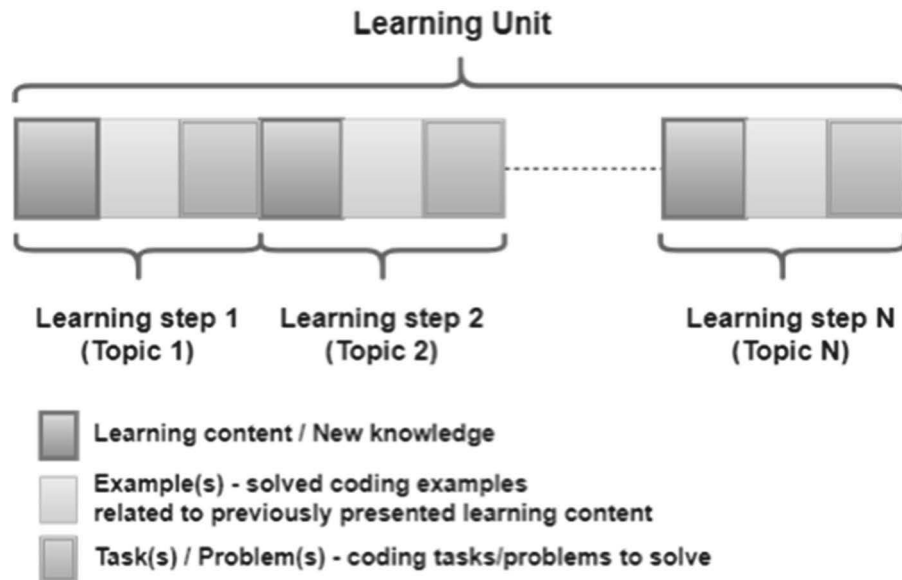 Learning Unit
Learning step 1
(Topic 1)
Learning step 2
(Topic 2)
Learning step N
(Topic N)
Learning content / New knowledge
Example(s) - solved coding examples
related to previously presented learning content
Task(s) / Problem(s) - coding tasks/problems to solve